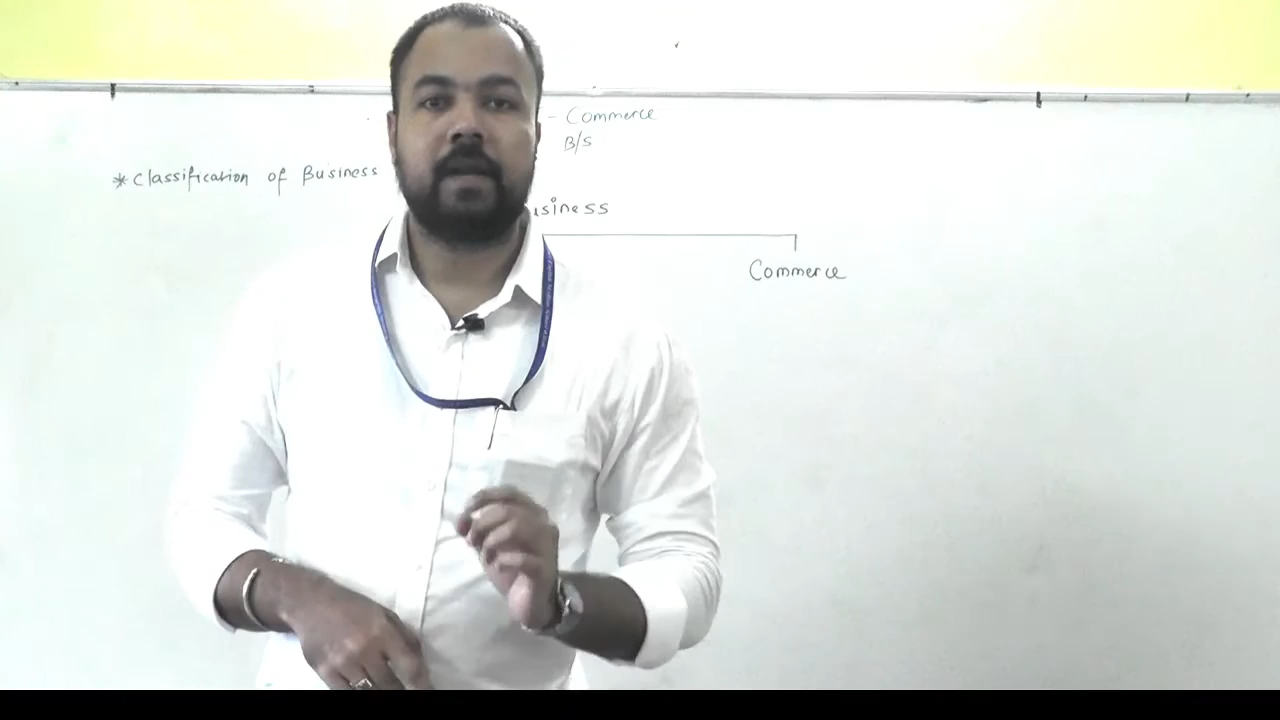 - Commerce
B/S
*Classification of Business
usiness
Commerce